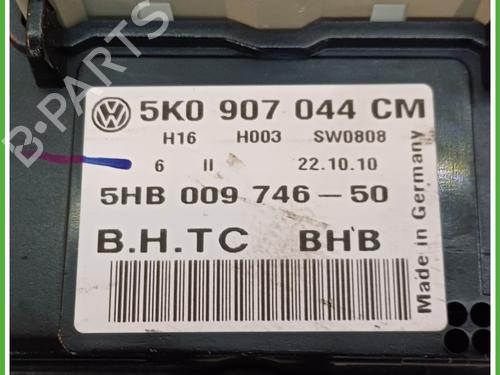 5K0 907 044 CM
H16 H003 SW0808
6 II 22.10.10
5HB 009 746-50
B.H.TC BHB
Made in Germany